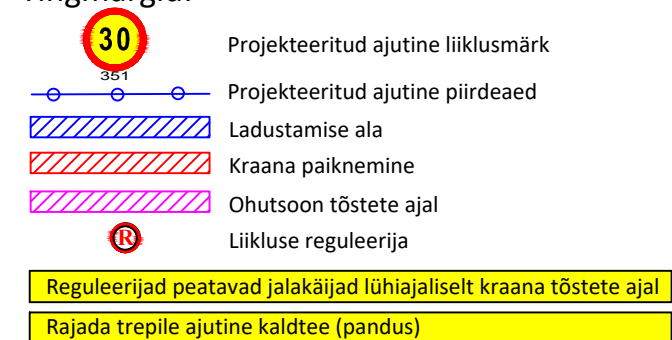 30
351
Projekteeritud ajutine liiklusmärk
Projekteeritud ajutine piirdeaed
Ladustamise ala
Kraana paiknemine
Ohutsoon tõstete ajal
R
Liikluse reguleerija
Reguleerijad peatavad jalakäijad lühiajaliselt kraana tõstete ajal
Rajada trepile ajutine kaldtee (pandus)